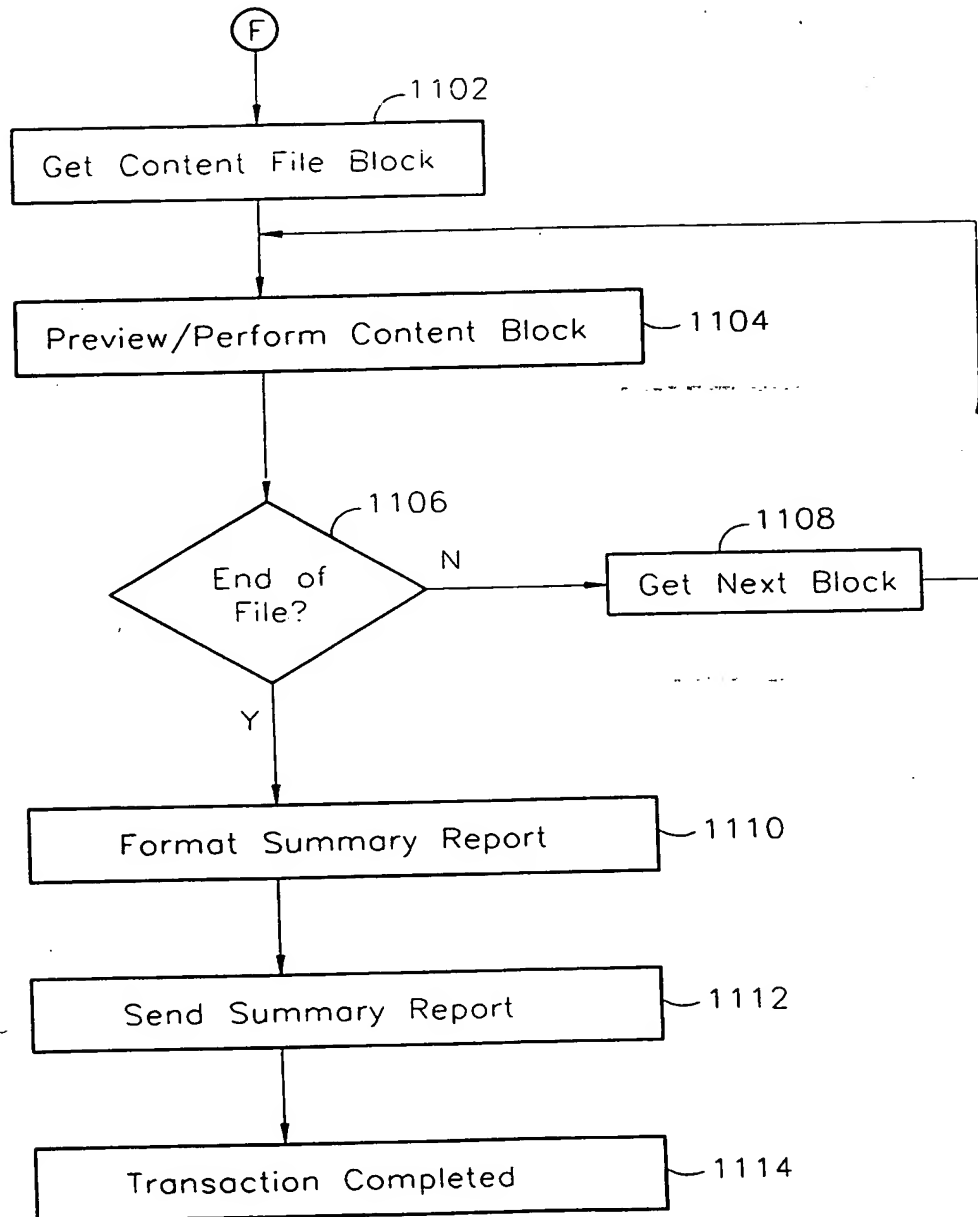 F
1102
Get Content File Block
Preview/Perform Content Block
1104
1106
End of
File?
N
1108
Get Next Block
Y
Format Summary Report
1110
Send Summary Report
1112
Transaction Completed
1114